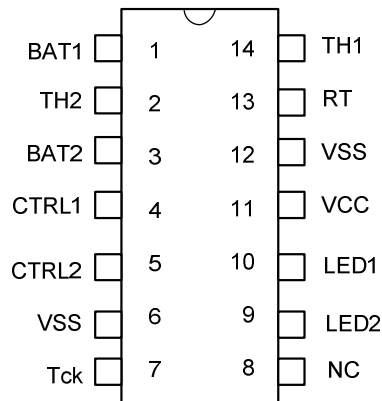 BAT1 1 14 TH1
TH2 2 13 RT
BAT2 3 12 VSS
CTRL1 4 11 VCC
CTRL2 5 10 LED1
VSS 6 9 LED2
Tck 7 8 NC